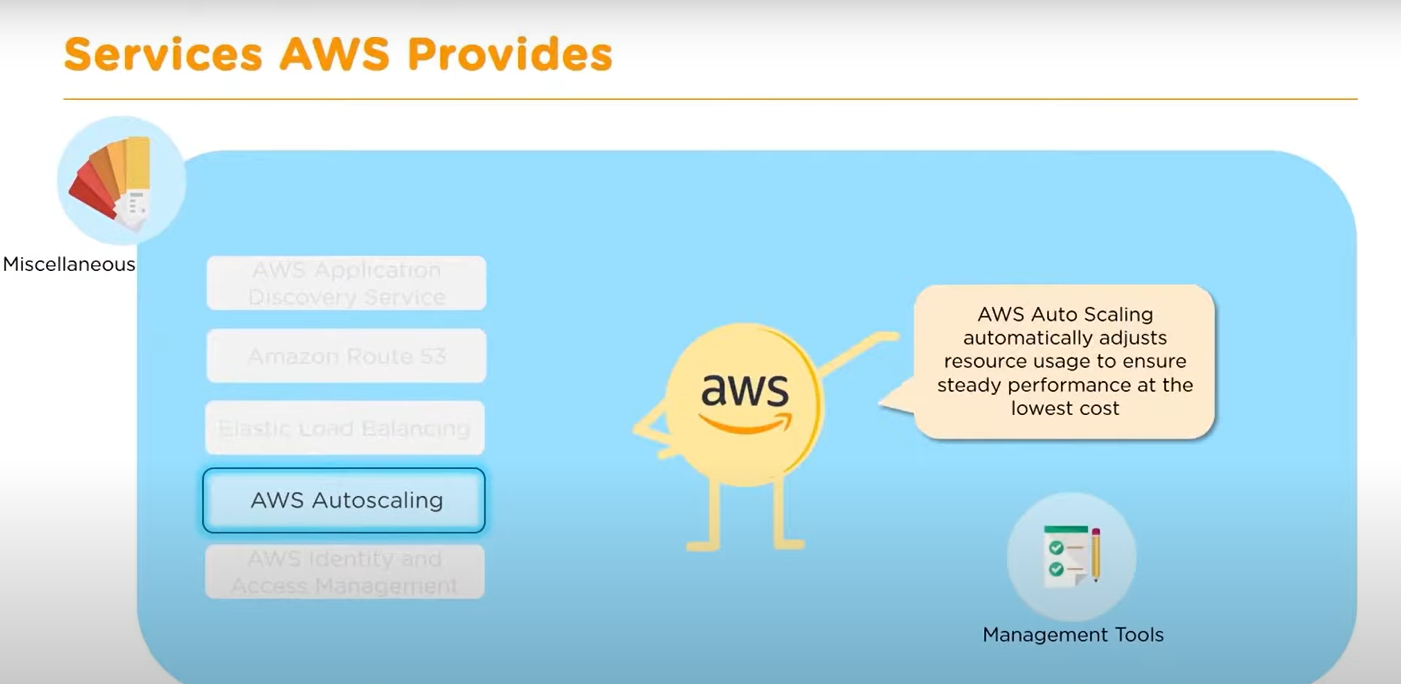 Services AWS Provides
Miscellaneous
AWS Application
Discovery Service
Amazon Route 53
Elastic Load Balancing
AWS Autoscaling
AWS Identity and
Access Management
aws
AWS Auto Scaling
automatically adjusts
resource usage to ensure
steady performance at the
lowest cost
Management Tools